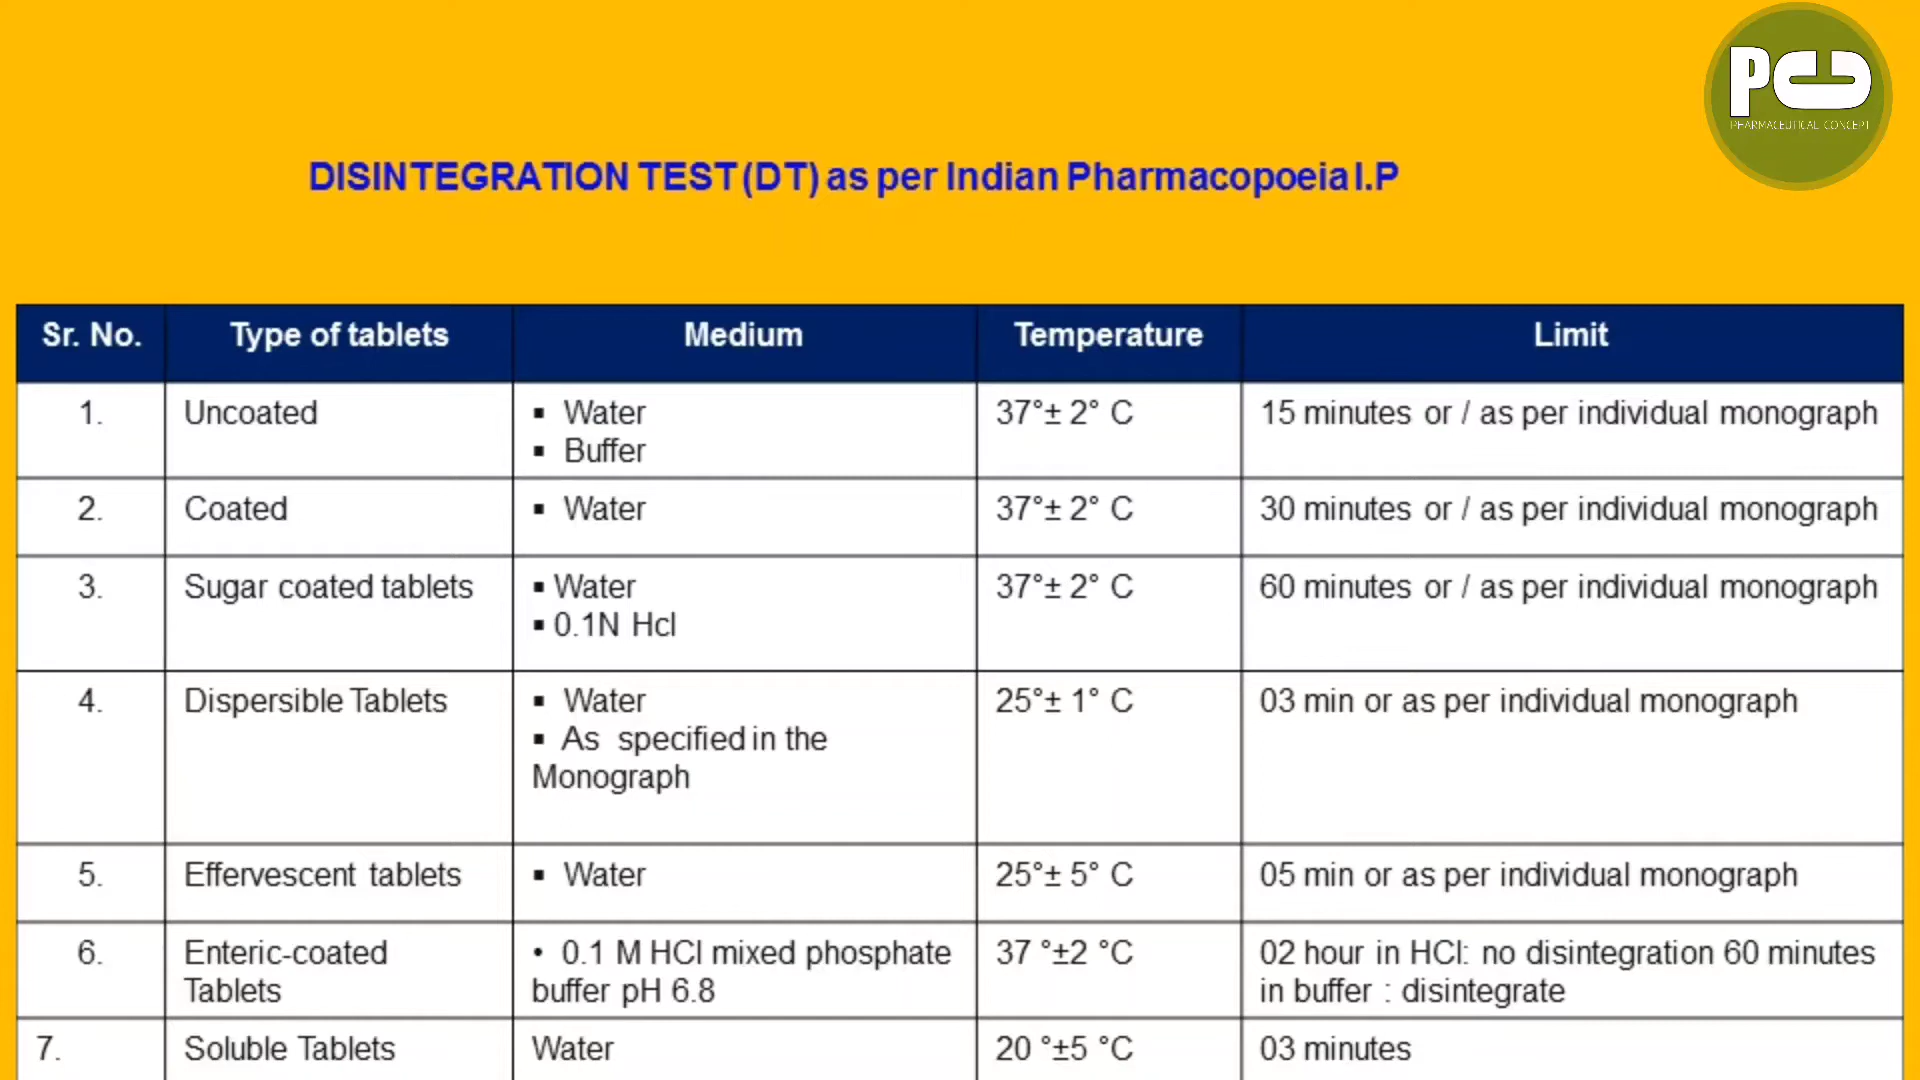 PCD
PHARMACEUTICAL CONCEPT
DISINTEGRATION TEST (DT) as per Indian Pharmacopoeia I.P
Sr. No. Type of tablets Medium Temperature Limit
1. Uncoated ▪ Water 37°± 2° C 15 minutes or / as per individual monograph
▪ Buffer
2. Coated ▪ Water 37°± 2° C 30 minutes or / as per individual monograph
3. Sugar coated tablets ▪ Water 37°± 2° C 60 minutes or / as per individual monograph
▪ 0.1N Hcl
4. Dispersible Tablets ▪ Water 25°± 1° C 03 min or as per individual monograph
▪ As specified in the
Monograph
5. Effervescent tablets ▪ Water 25°± 5° C 05 min or as per individual monograph
6. Enteric-coated • 0.1 M HCl mixed phosphate 37 °±2 °C 02 hour in HCl: no disintegration 60 minutes
Tablets buffer pH 6.8 in buffer : disintegrate
7. Soluble Tablets Water 20 °±5 °C 03 minutes